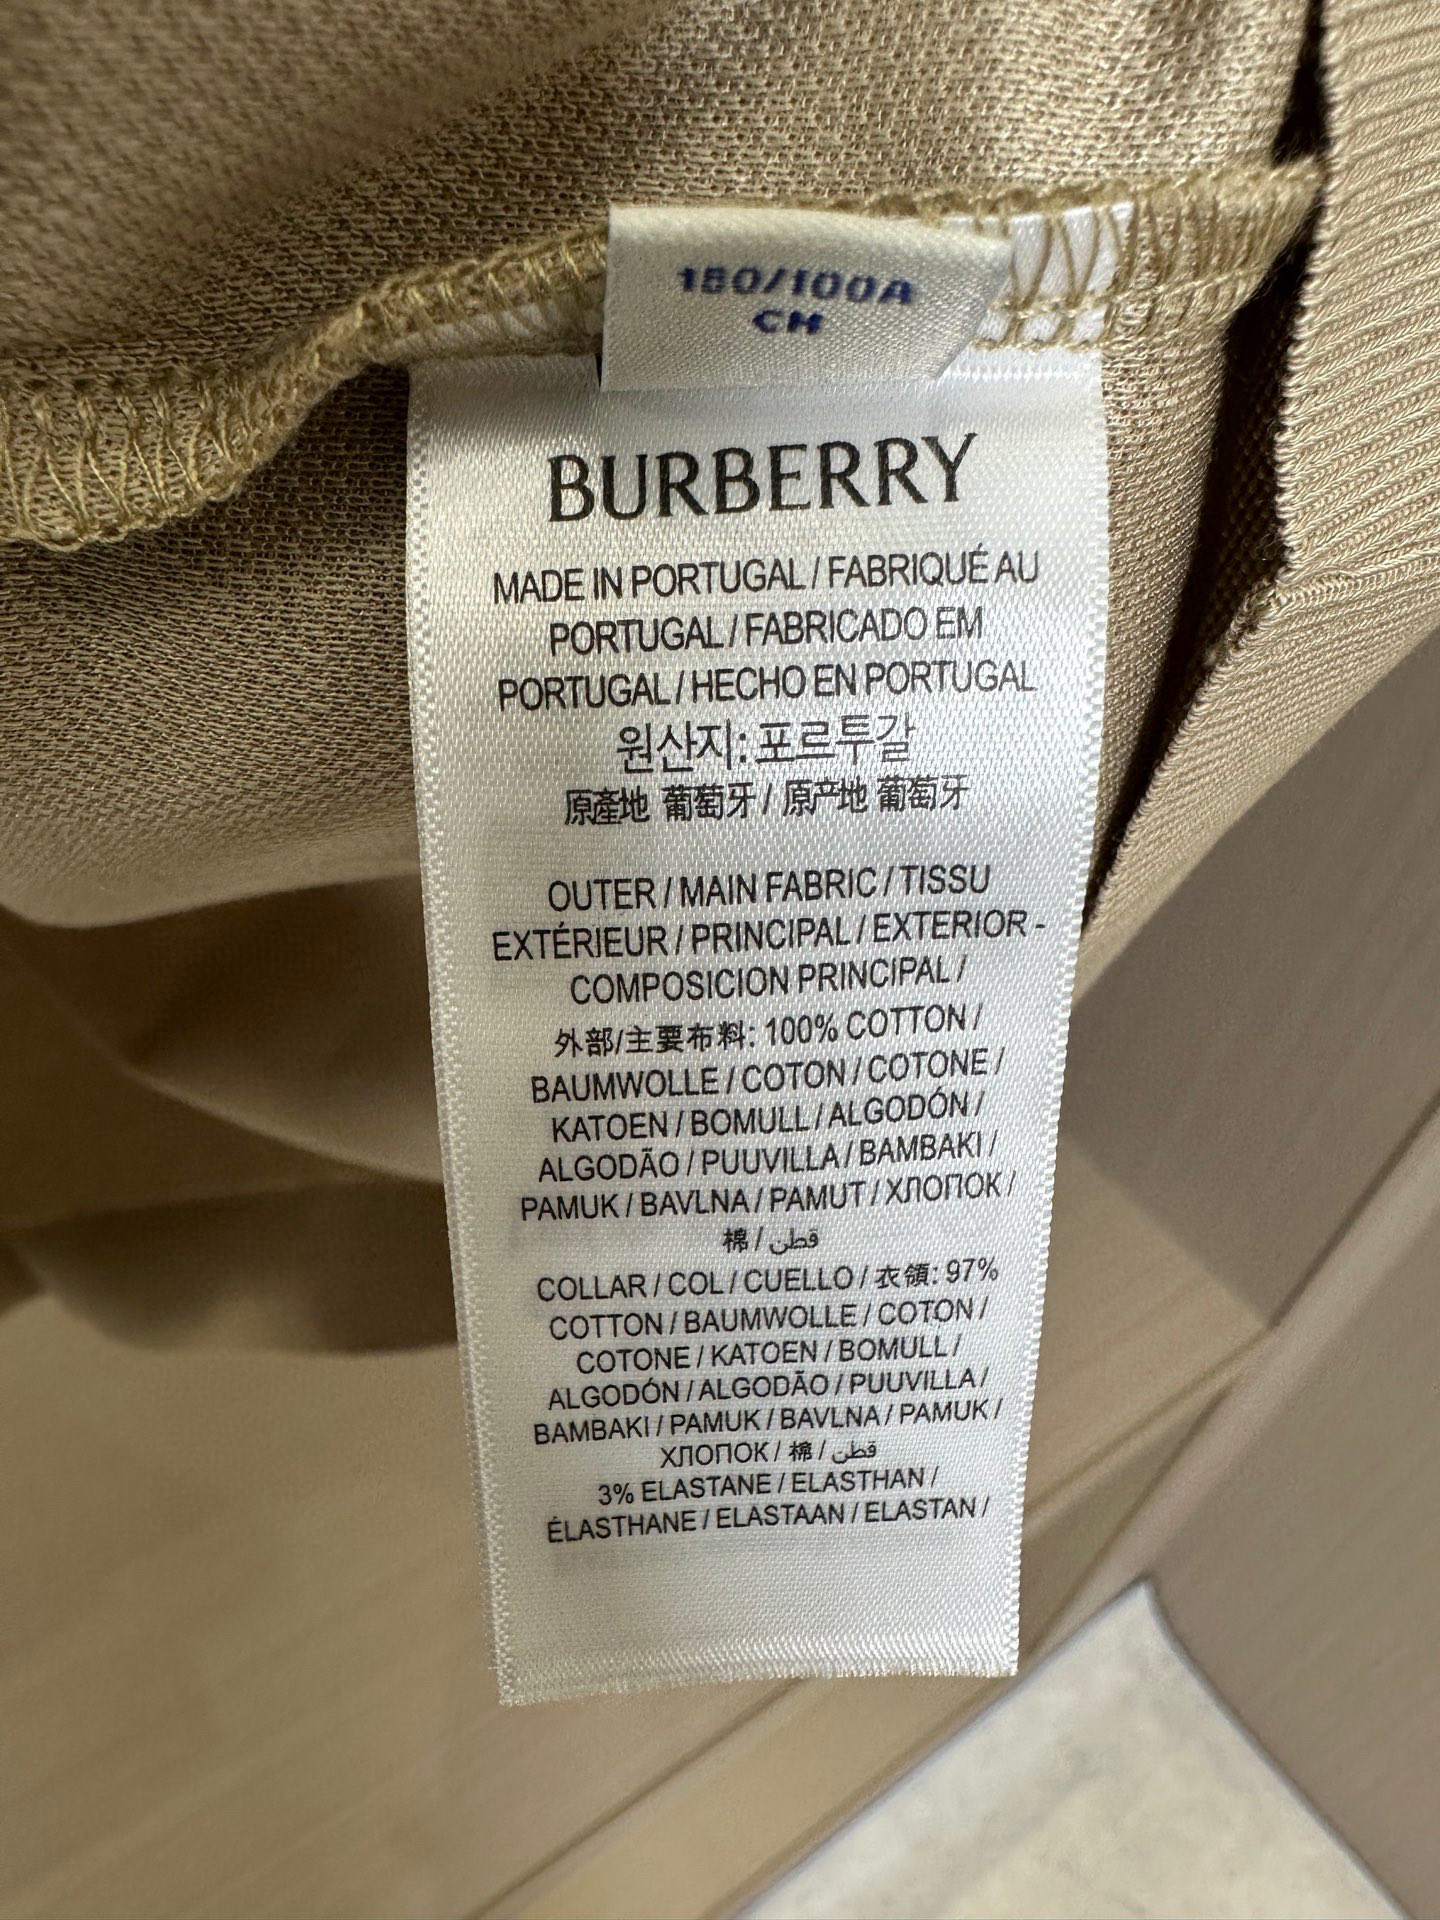 180/100A
CH
BURBERRY
MADE IN PORTUGAL / FABRIQUÉ AU
PORTUGAL / FABRICADO EM
PORTUGAL / HECHO EN PORTUGAL
원산지: 포르투갈
原產地 葡萄牙 / 原产地 葡萄牙
OUTER / MAIN FABRIC / TISSU
EXTÉRIEUR / PRINCIPAL / EXTERIOR -
COMPOSICION PRINCIPAL /
外部/主要布料: 100% COTTON /
BAUMWOLLE / COTON / COTONE /
KATOEN / BOMULL / ALGODÓN /
ALGODÃO / PUUVILLA / BAMBAKI /
PAMUK / BAVLNA / PAMUT / ХЛОПОК /
棉 / قطن
COLLAR / COL / CUELLO / 衣領: 97%
COTTON / BAUMWOLLE / COTON /
COTONE / KATOEN / BOMULL /
ALGODÓN / ALGODÃO / PUUVILLA /
BAMBAKI / PAMUK / BAVLNA / PAMUK /
ХЛОПОК / 棉 / قطن
3% ELASTANE / ELASTHAN /
ÉLASTHANE / ELASTAAN / ELASTAN /